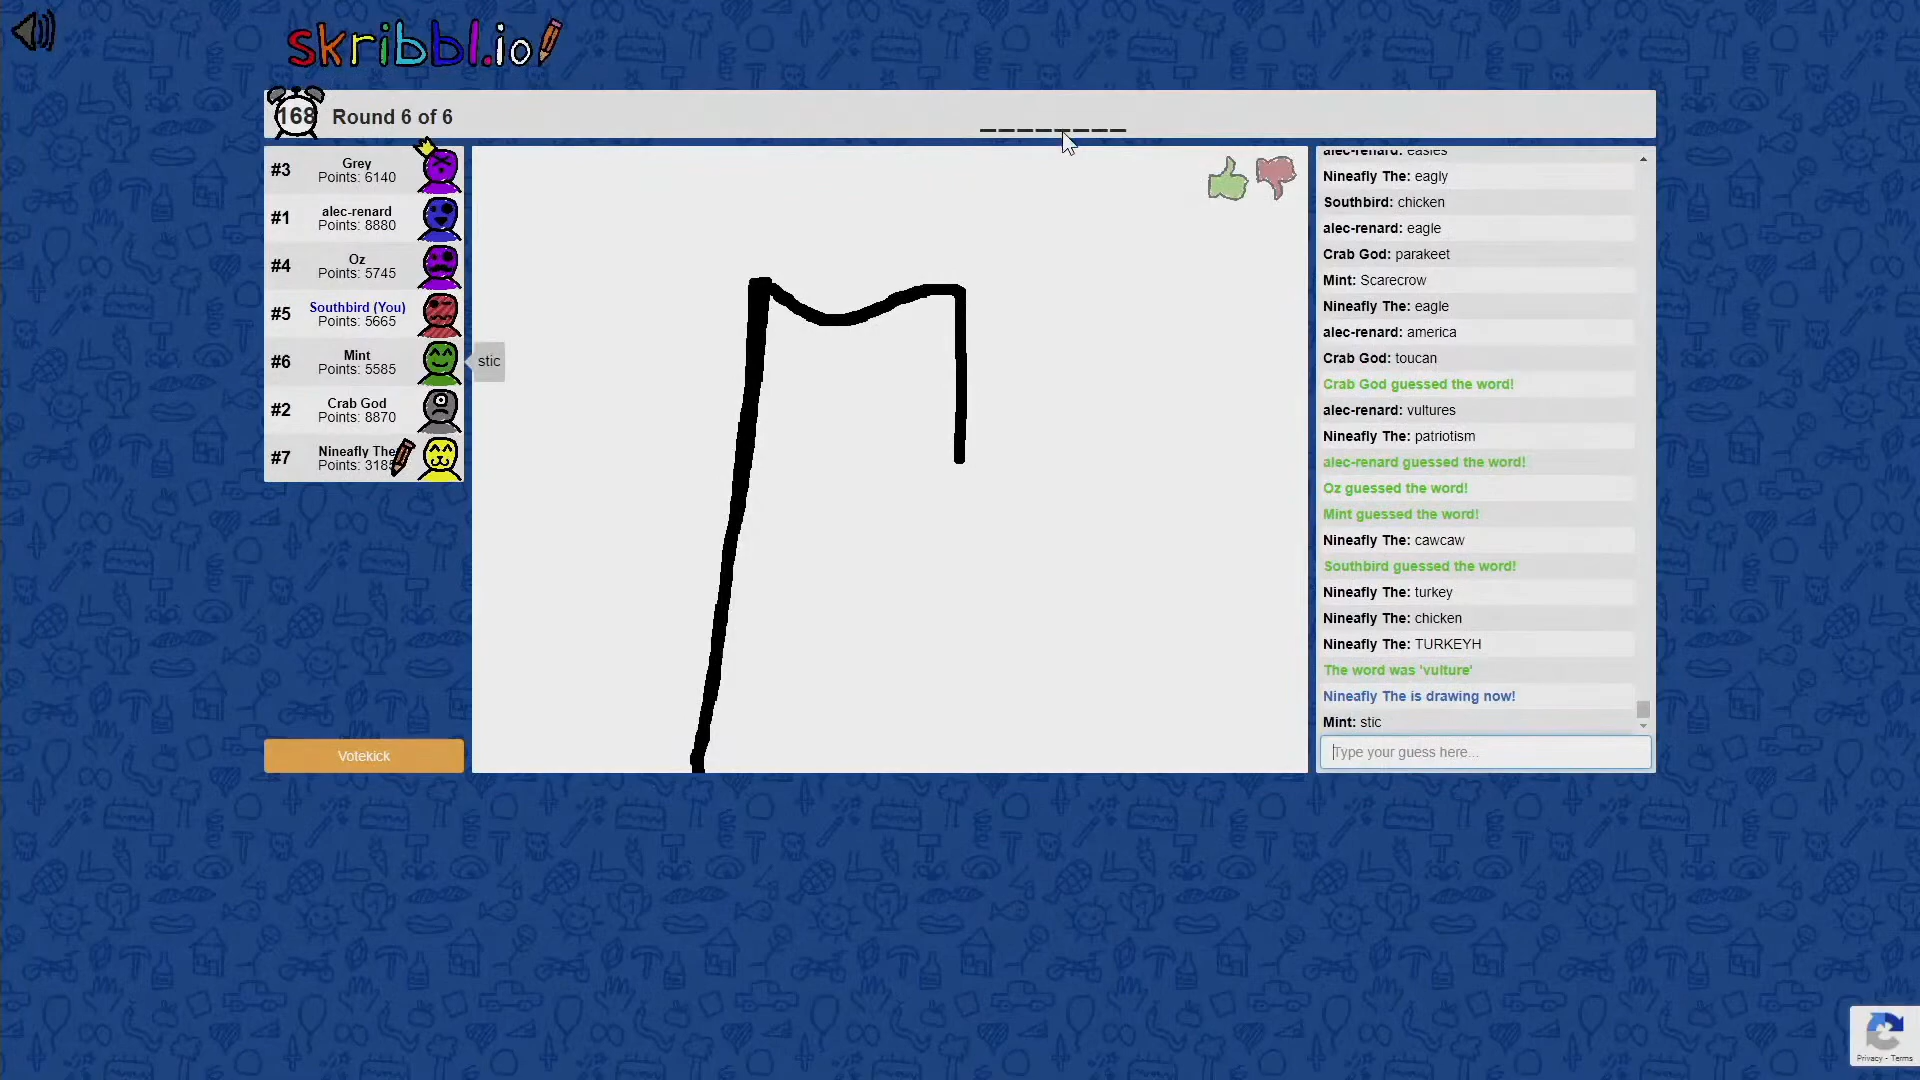 skribbl.io
168
Round 6 of 6
________
#3
Grey
Points: 6140
#1
alec-renard
Points: 8880
#4
Oz
Points: 5745
#5
Southbird (You)
Points: 5665
#6
Mint
Points: 5585
stic
#2
Crab God
Points: 8870
#7
Nineafly The
Points: 3185
Votekick
alec-renard: easies
Nineafly The: eagly
Southbird: chicken
alec-renard: eagle
Crab God: parakeet
Mint: Scarecrow
Nineafly The: eagle
alec-renard: america
Crab God: toucan
Crab God guessed the word!
alec-renard: vultures
Nineafly The: patriotism
alec-renard guessed the word!
Oz guessed the word!
Mint guessed the word!
Nineafly The: cawcaw
Southbird guessed the word!
Nineafly The: turkey
Nineafly The: chicken
Nineafly The: TURKEYH
The word was 'vulture'
Nineafly The is drawing now!
Mint: stic
Type your guess here...
Privacy - Terms